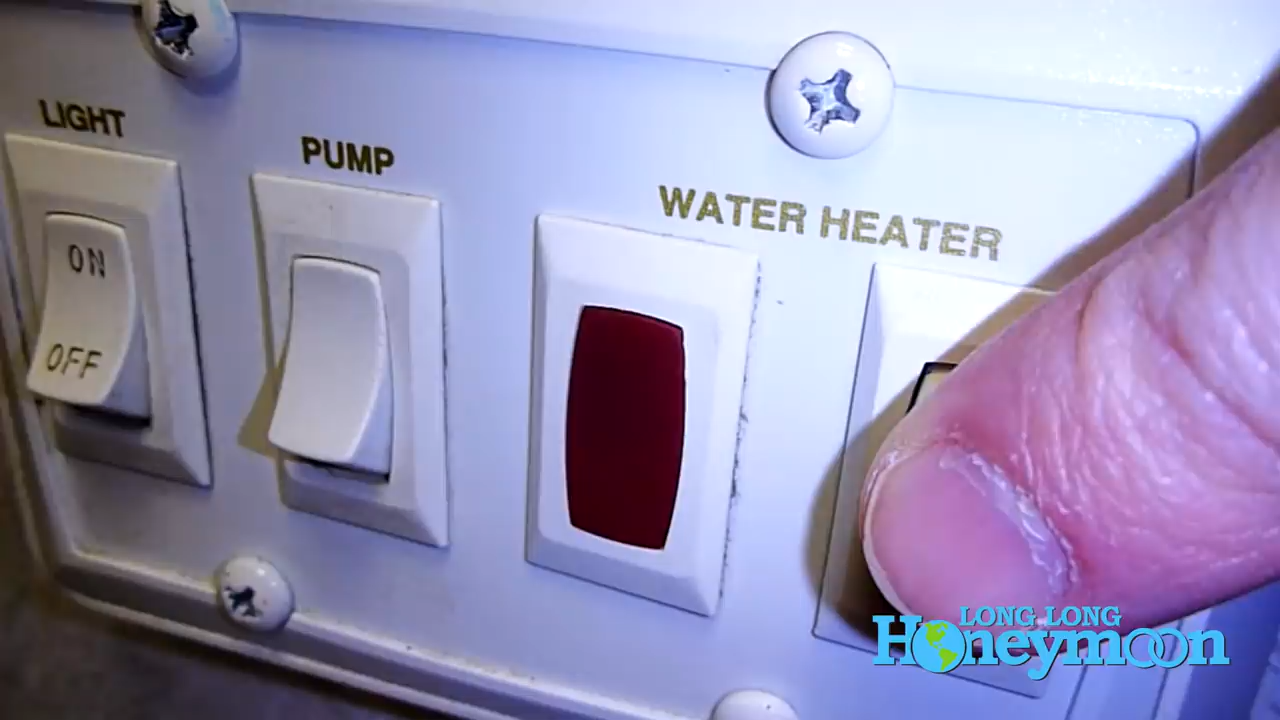 LIGHT
PUMP
WATER HEATER
ON
OFF
LONG LONG
Honeymoon